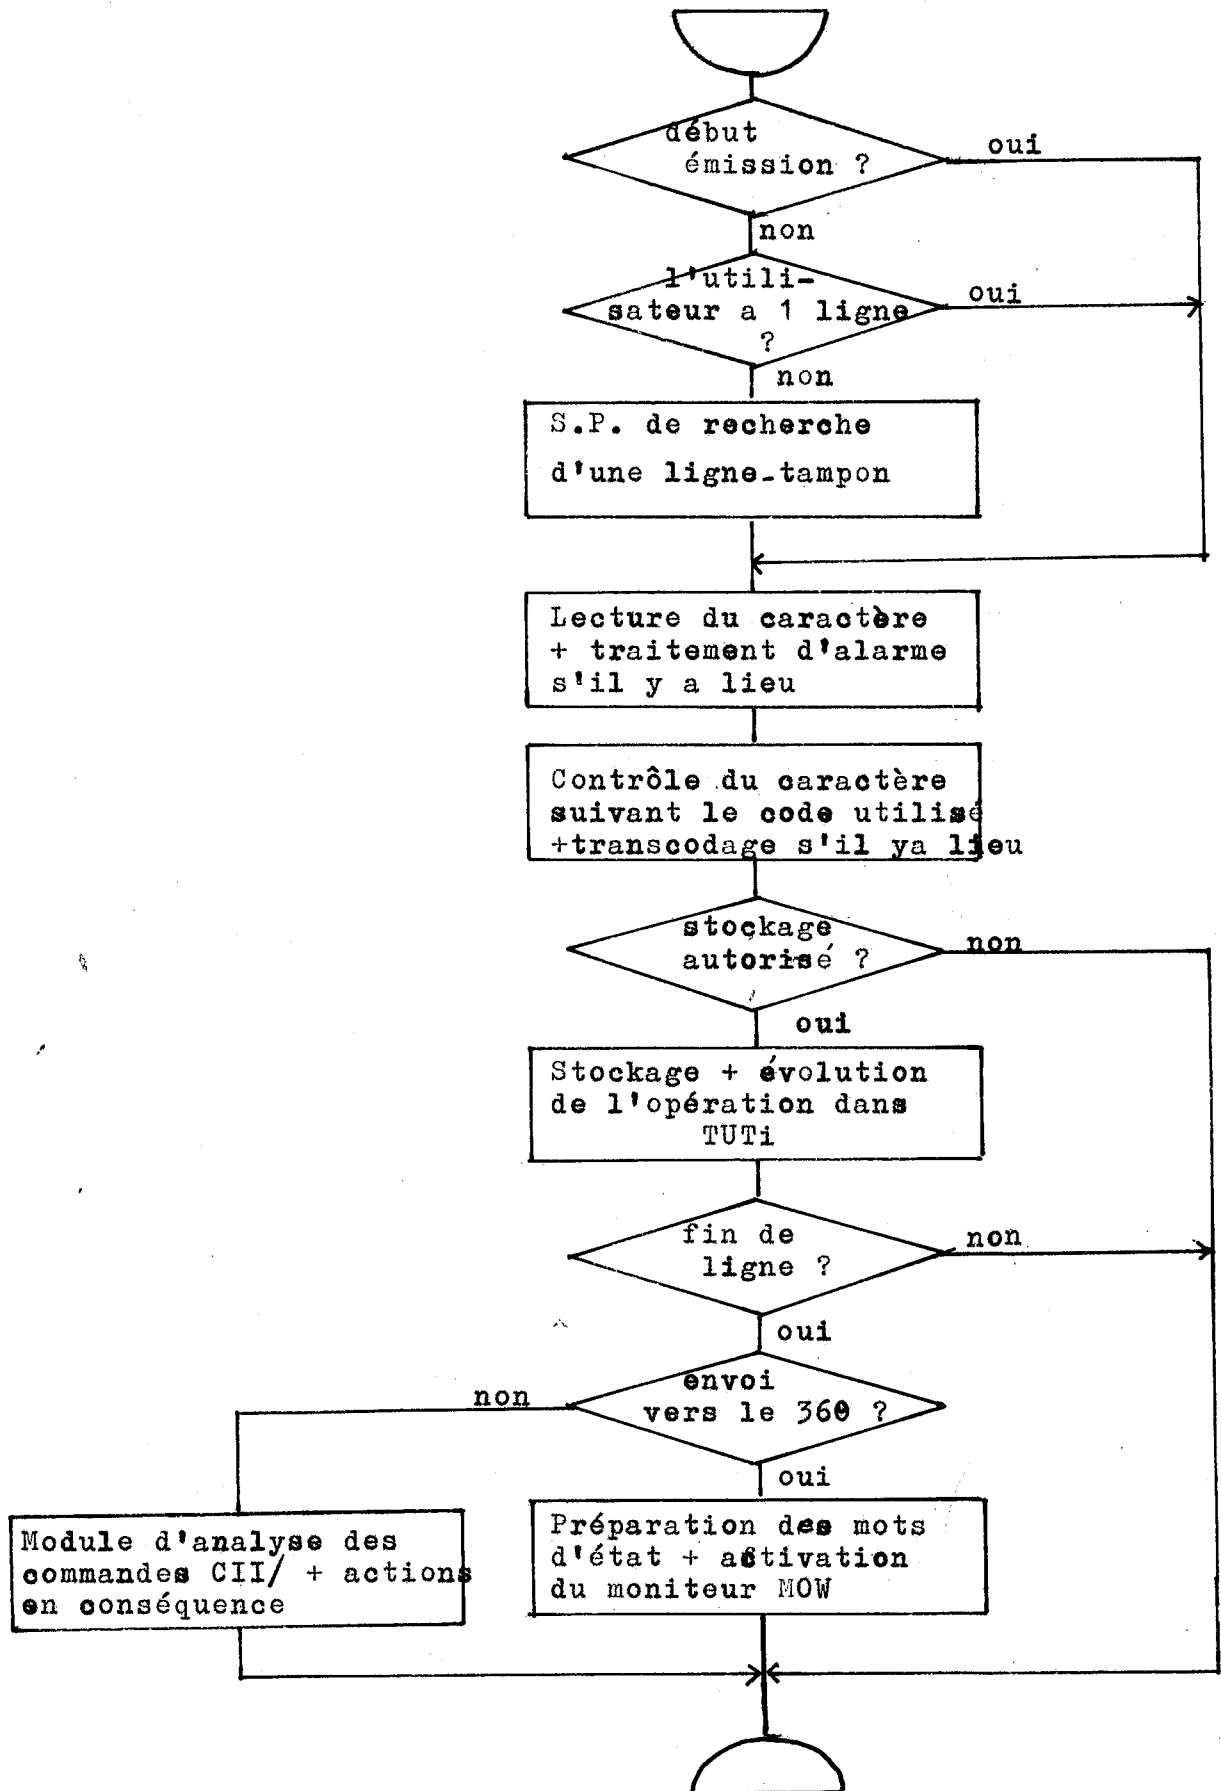 début
émission ?
oui
non
l'utili-
sateur a 1 ligne
?
oui
non
S.P. de recherche
d'une ligne-tampon
Lecture du caractère
+ traitement d'alarme
s'il y a lieu
Contrôle du caractère
suivant le code utilisé
+transcodage s'il ya lieu
stockage
autorisé ?
non
oui
Stockage + évolution
de l'opération dans
TUTi
fin de
ligne ?
non
oui
envoi
vers le 360 ?
non
oui
Module d'analyse des
commandes CII/ + actions
en conséquence
Préparation des mots
d'état + activation
du moniteur MOW